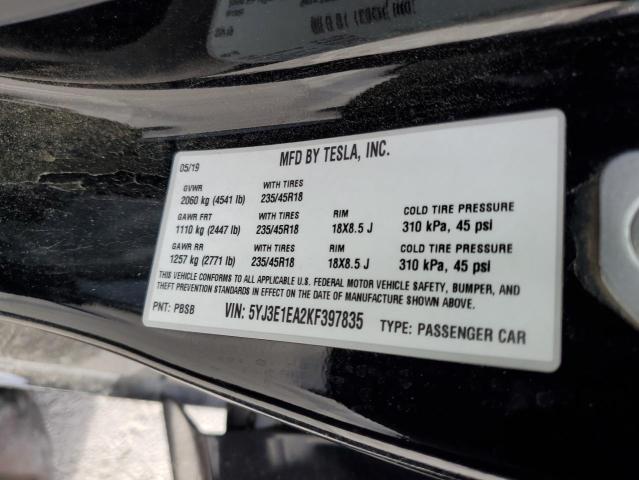 05/19 MFD BY TESLA, INC.
GVWR WITH TIRES
2060 kg (4541 lb) 235/45R18
GAWR FRT WITH TIRES RIM COLD TIRE PRESSURE
1110 kg (2447 lb) 235/45R18 18X8.5 J 310 kPa, 45 psi
GAWR RR WITH TIRES RIM COLD TIRE PRESSURE
1257 kg (2771 lb) 235/45R18 18X8.5 J 310 kPa, 45 psi
THIS VEHICLE CONFORMS TO ALL APPLICABLE U.S. FEDERAL MOTOR VEHICLE SAFETY, BUMPER, AND
THEFT PREVENTION STANDARDS IN EFFECT ON THE DATE OF MANUFACTURE SHOWN ABOVE.
PNT: PBSB VIN: 5YJ3E1EA2KF397835 TYPE: PASSENGER CAR